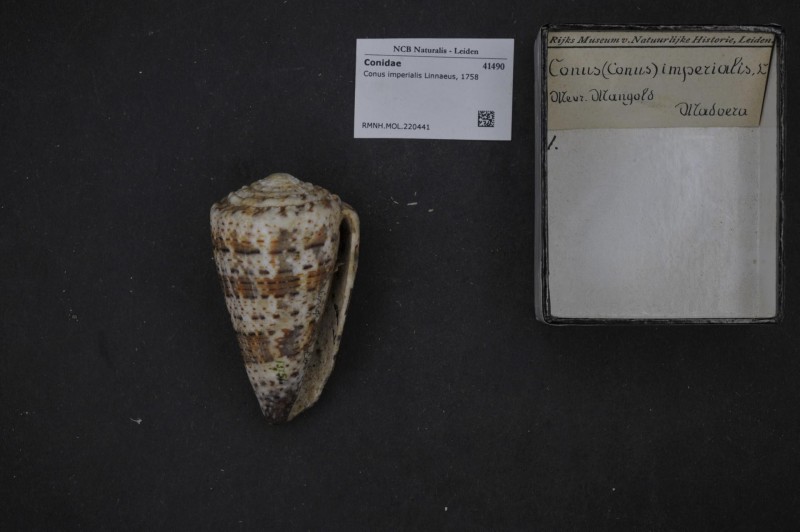 NCB Naturalis - Leiden
Conidae 41490
Conus imperialis Linnaeus, 1758
RMNH.MOL.220441
Rijks Museum v. Natuurlijke Historie, Leiden
Conus (Conus) imperialis, L
Mevr. Mangold
Madoera
1.